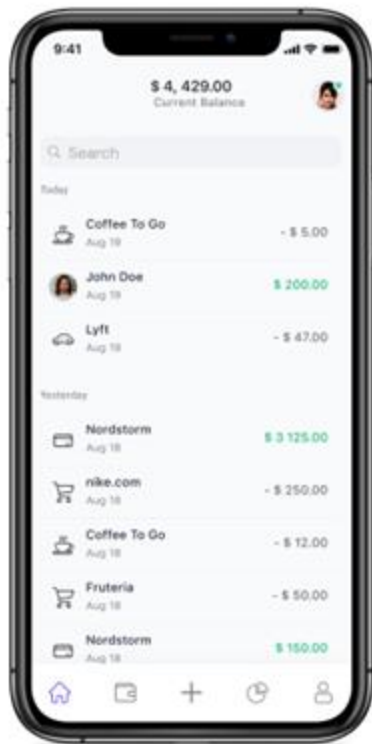 9:41
$ 4, 429.00
Current Balance
Search
Today
Coffee To Go
- $ 5.00
Aug 19
John Doe
$ 200.00
Aug 19
Lyft
- $ 47.00
Aug 19
Yesterday
Nordstorm
$ 3 125.00
Aug 18
nike.com
- $ 250.00
Aug 18
Coffee To Go
- $ 12.00
Aug 18
Fruteria
- $ 50.00
Aug 18
Nordstorm
$ 150.00
Aug 18